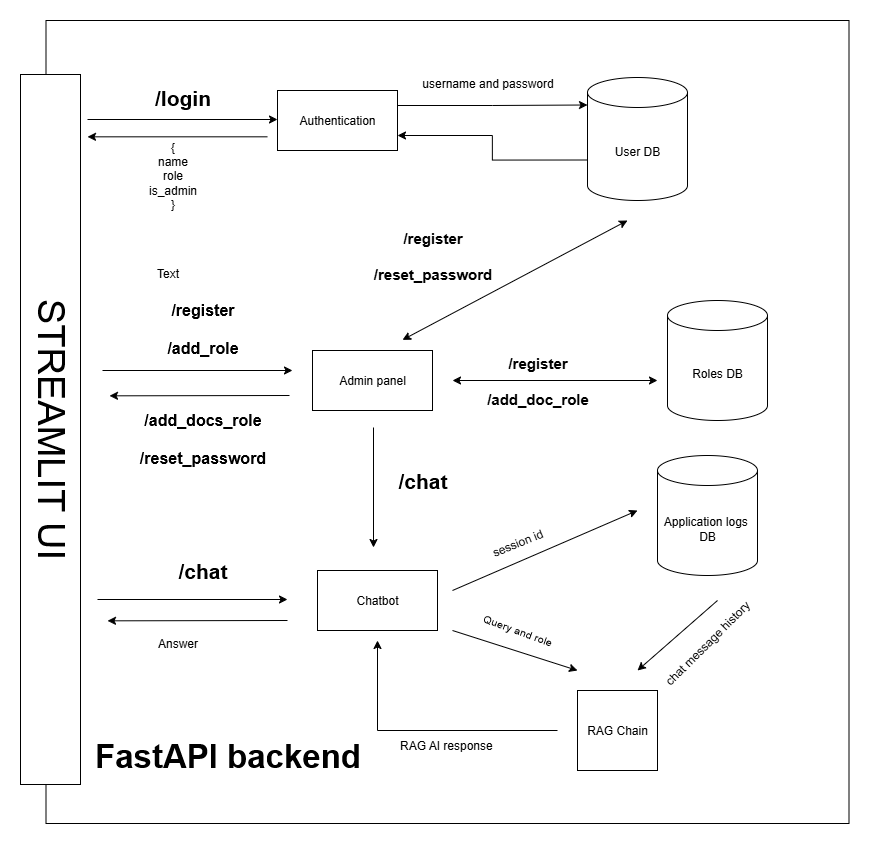 /login
username and password
Authentication
User DB
{
name
role
is_admin
}
/register
/reset_password
Text
/register
/add_role
STREAMLIT UI
Admin panel
/register
/add_doc_role
Roles DB
/add_docs_role
/reset_password
/chat
Application logs
DB
session id
/chat
Chatbot
Answer
Query and role
chat message history
RAG Chain
RAG AI response
FastAPI backend